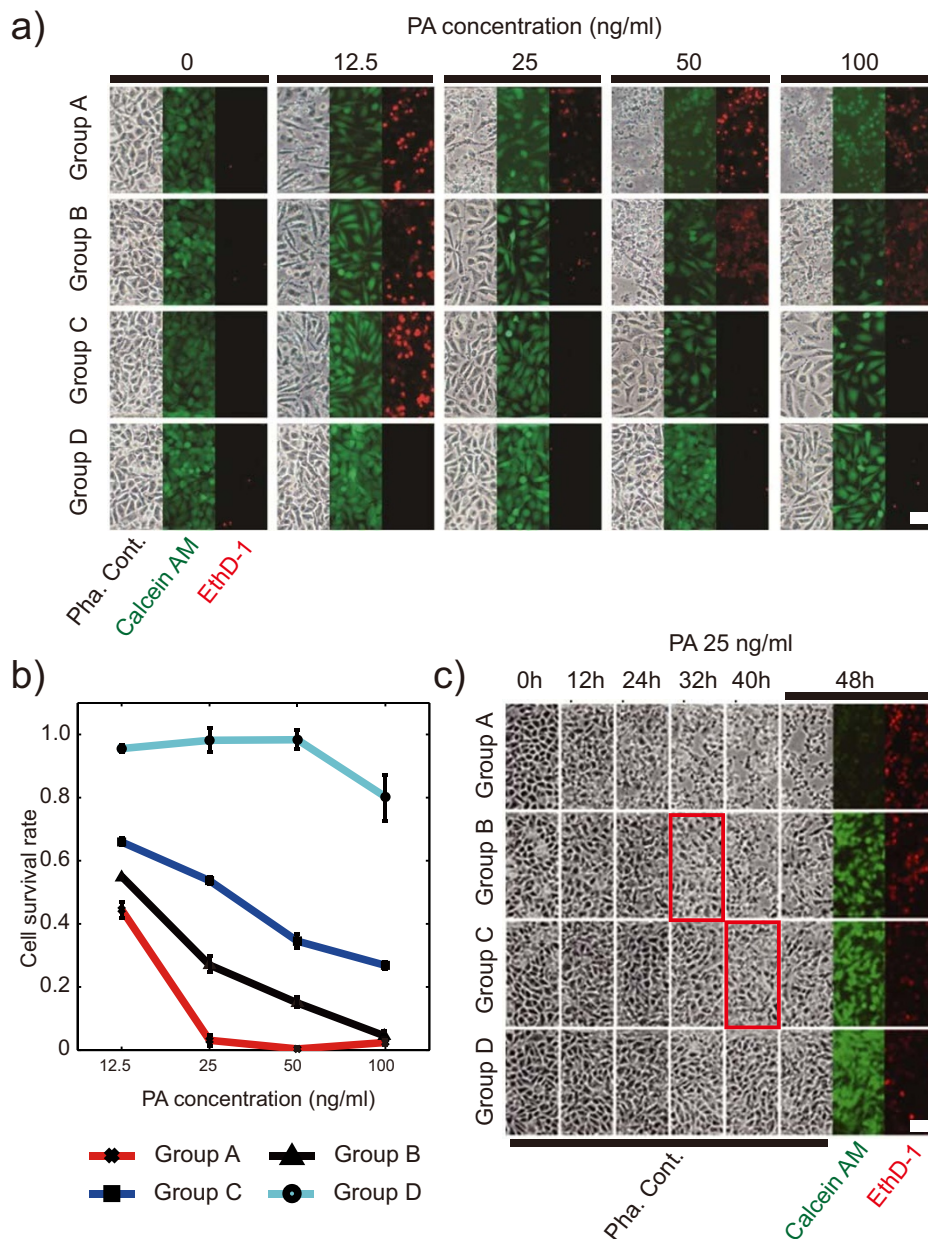 a)
PA concentration (ng/ml)
0 12.5 25 50 100
Group A
Group B
Group C
Group D
Pha. Cont.
Calcein AM
EthD-1
b)
Cell survival rate
1.0
0.8
0.6
0.4
0.2
0
12.5 25 50 100
PA concentration (ng/ml)
Group A Group B
Group C Group D
c)
PA 25 ng/ml
0h 12h 24h 32h 40h 48h
Group A
Group B
Group C
Group D
Pha. Cont.
Calcein AM
EthD-1